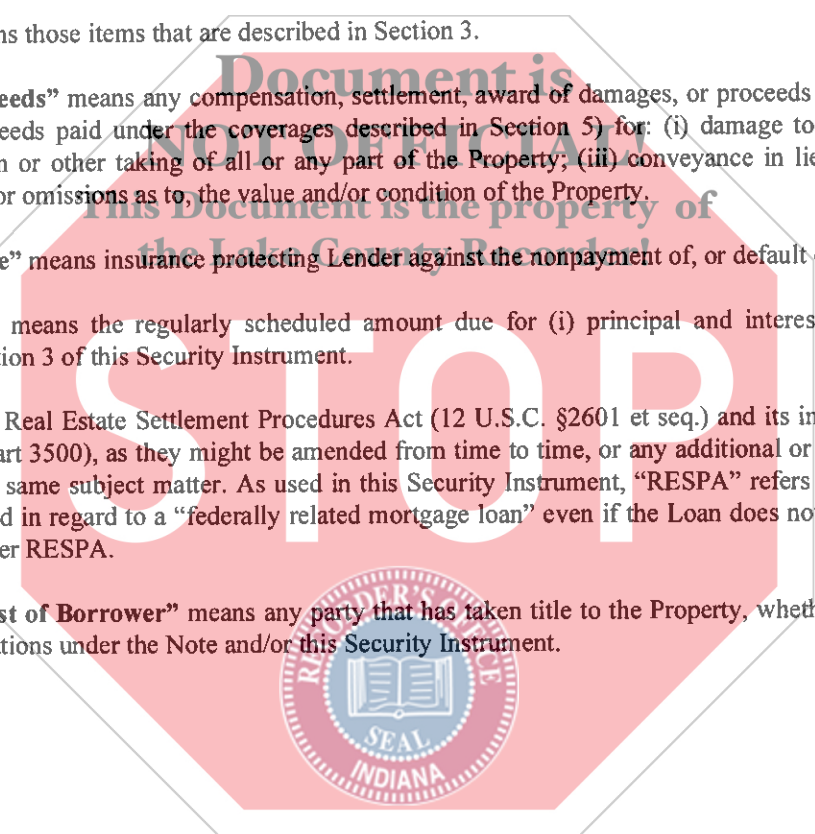 ns those items that are described in Section 3.
Document is
eeds” means any compensation, settlement, award of damages, or proceeds
eeds paid under the coverages described in Section 5) for: (i) damage to
NOT OFFICIAL!
n or other taking of all or any part of the Property; (iii) conveyance in lie
or omissions as to, the value and/or condition of the Property.
This Document is the property of
the Lake County Recorder!
e” means insurance protecting Lender against the nonpayment of, or default
means the regularly scheduled amount due for (i) principal and interes
tion 3 of this Security Instrument.
STOP
Real Estate Settlement Procedures Act (12 U.S.C. §2601 et seq.) and its in
art 3500), as they might be amended from time to time, or any additional or
same subject matter. As used in this Security Instrument, “RESPA” refers
d in regard to a “federally related mortgage loan” even if the Loan does no
er RESPA.
st of Borrower” means any party that has taken title to the Property, wheth
ations under the Note and/or this Security Instrument.
RECORDER'S OFFICE
SEAL
INDIANA